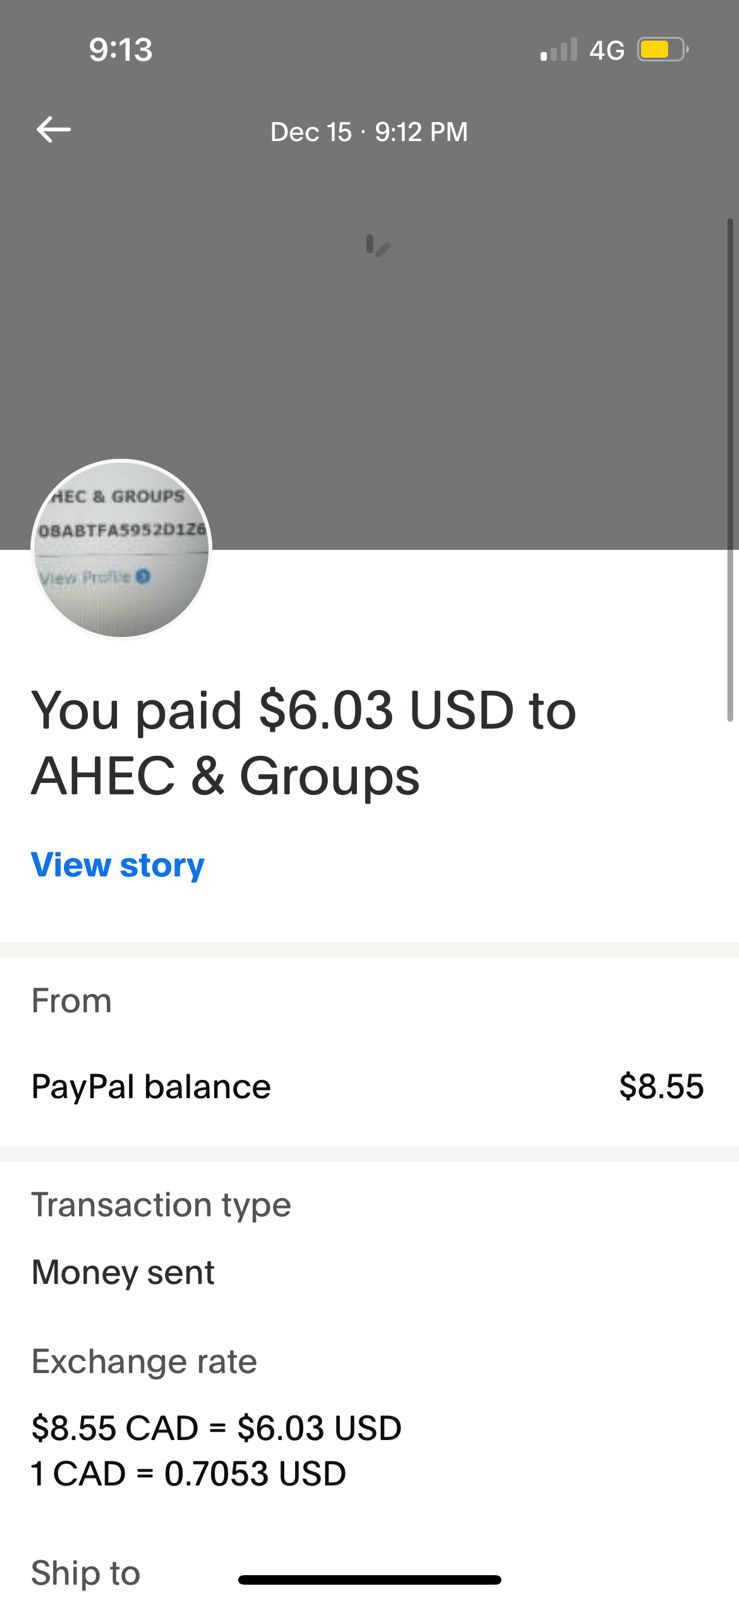 9:13
4G
Dec 15 · 9:12 PM
HEC & GROUPS
08ABTFA5952D1Z6
View Profile
You paid $6.03 USD to
AHEC & Groups
View story
From
PayPal balance $8.55
Transaction type
Money sent
Exchange rate
$8.55 CAD = $6.03 USD
1 CAD = 0.7053 USD
Ship to